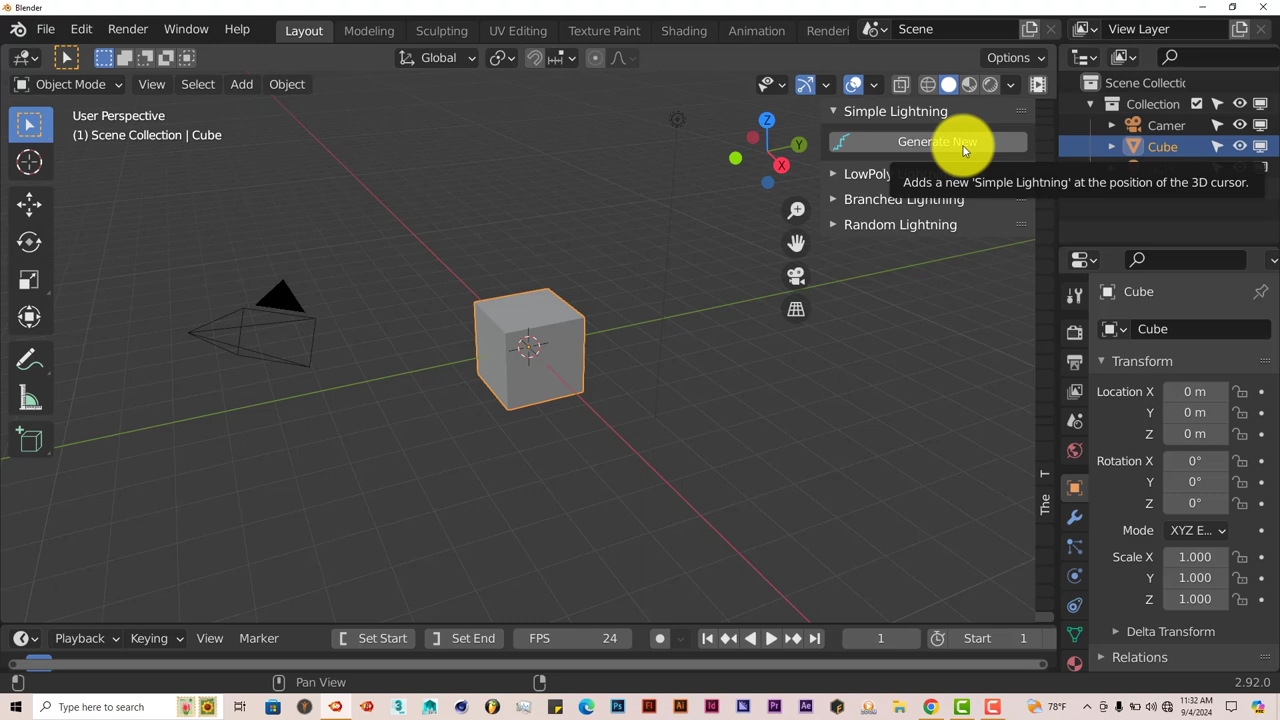 Blender
File Edit Render Window Help Layout Modeling Sculpting UV Editing Texture Paint Shading Animation Renderi Scene View Layer
Global Options
Object Mode View Select Add Object
User Perspective
(1) Scene Collection | Cube
Z
Y
X
Simple Lightning
Generate New
Adds a new 'Simple Lightning' at the position of the 3D cursor.
Branched Lightning
Random Lightning
T
The
Scene Collectic
Collection
Camer
Cube
Cube
Cube
Transform
Location X 0 m
Y 0 m
Z 0 m
Rotation X 0°
Y 0°
Z 0°
Mode XYZ E...
Scale X 1.000
Y 1.000
Z 1.000
Delta Transform
Relations
Playback Keying View Marker Set Start Set End FPS 24 1 Start 1
Pan View 2.92.0
Type here to search
78°F
11:32 AM
9/4/2024